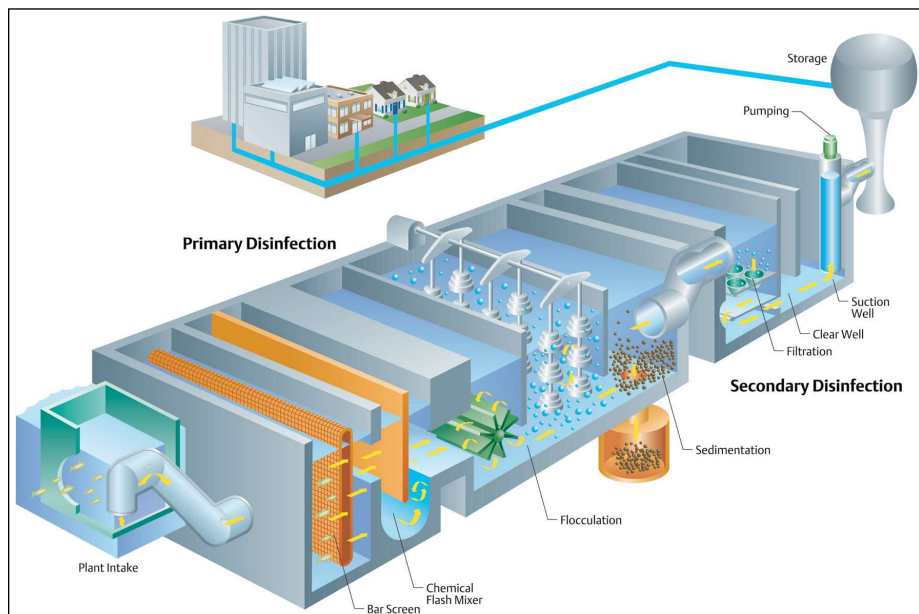 Storage
Pumping
Primary Disinfection
Suction
Well
Clear Well
Filtration
Secondary Disinfection
Sedimentation
Flocculation
Plant Intake
Chemical
Flash Mixer
Bar Screen